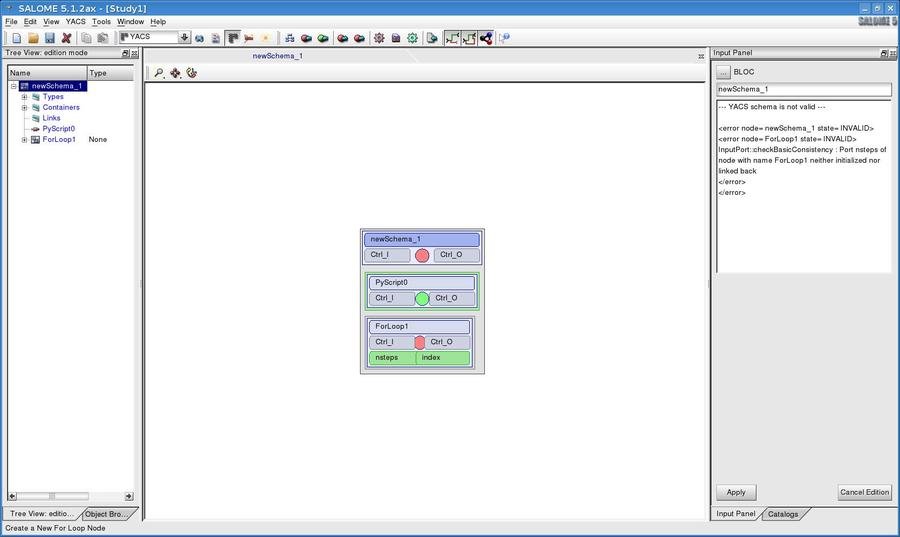 SALOME 5.1.2ax - [Study1]
File Edit View YACS Tools Window Help
SALOME 5
YACS
Tree View: edition mode
Name Type
newSchema_1
Types
Containers
Links
PyScript0
ForLoop1 None
Tree View: editio... Object Bro...
Create a New For Loop Node
newSchema_1
newSchema_1
Ctrl_I Ctrl_O
PyScript0
Ctrl_I Ctrl_O
ForLoop1
Ctrl_I Ctrl_O
nsteps index
Input Panel
... BLOC
newSchema_1
--- YACS schema is not valid ---
<error node= newSchema_1 state= INVALID>
<error node= ForLoop1 state= INVALID>
InputPort::checkBasicConsistency : Port nsteps of
node with name ForLoop1 neither initialized nor
linked back
</error>
</error>
Apply Cancel Edition
Input Panel Catalogs